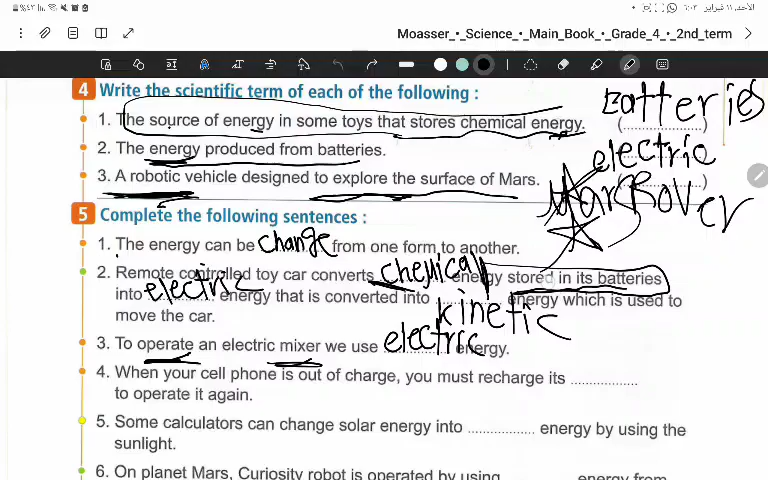 الأحد، ١١ فبراير ٦:٠٣
Moasser_•_Science_•_Main_Book_•_Grade_4_•_2nd_term
4 Write the scientific term of each of the following :
1. The source of energy in some toys that stores chemical energy. (batteries)
2. The energy produced from batteries. electric
3. A robotic vehicle designed to explore the surface of Mars. (Mars Rover)
5 Complete the following sentences :
1. The energy can be change from one form to another.
2. Remote controlled toy car converts chemical energy stored in its batteries
into electric energy that is converted into kinetic energy which is used to
move the car.
3. To operate an electric mixer we use electric energy.
4. When your cell phone is out of charge, you must recharge its ................
to operate it again.
5. Some calculators can change solar energy into ................ energy by using the
sunlight.
6. On planet Mars, Curiosity robot is operated by using energy from